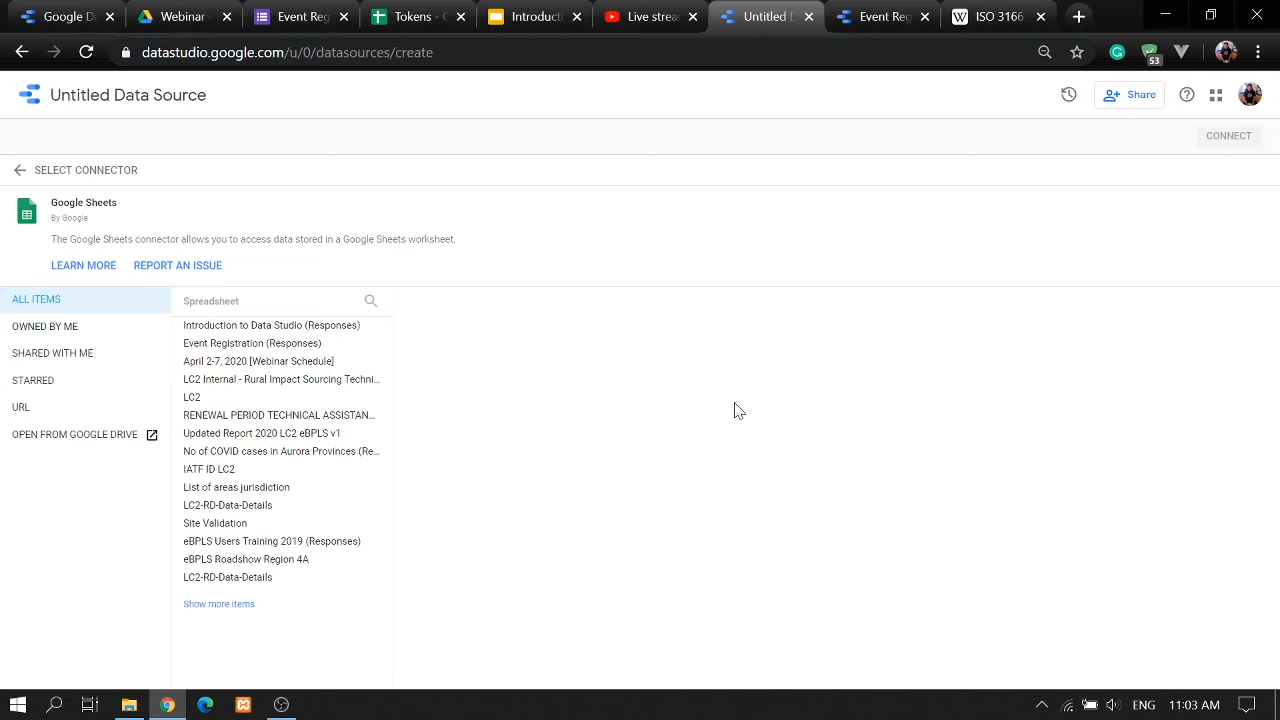 Google D
Webinar
Event Reg
Tokens - C
Introducti
Live strea
Untitled D
Event Reg
ISO 3166
datastudio.google.com/u/0/datasources/create
53
Untitled Data Source
Share
CONNECT
SELECT CONNECTOR
Google Sheets
By Google
The Google Sheets connector allows you to access data stored in a Google Sheets worksheet.
LEARN MORE
REPORT AN ISSUE
ALL ITEMS
OWNED BY ME
SHARED WITH ME
STARRED
URL
OPEN FROM GOOGLE DRIVE
Spreadsheet
Introduction to Data Studio (Responses)
Event Registration (Responses)
April 2-7, 2020 [Webinar Schedule]
LC2 Internal - Rural Impact Sourcing Techni...
LC2
RENEWAL PERIOD TECHNICAL ASSISTAN...
Updated Report 2020 LC2 eBPLS v1
No of COVID cases in Aurora Provinces (Re...
IATF ID LC2
List of areas jurisdiction
LC2-RD-Data-Details
Site Validation
eBPLS Users Training 2019 (Responses)
eBPLS Roadshow Region 4A
LC2-RD-Data-Details
Show more items
ENG
11:03 AM